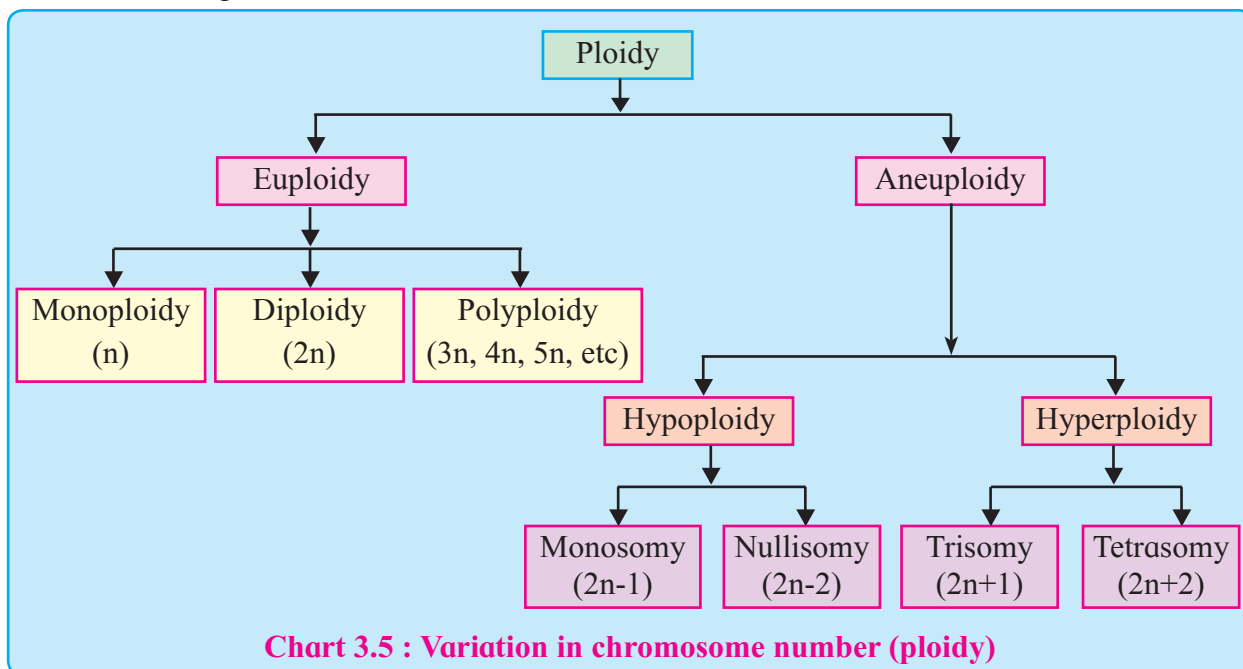 Ploidy
Euploidy
Aneuploidy
Monoploidy
(n)
Diploidy
(2n)
Polyploidy
(3n, 4n, 5n, etc)
Hypoploidy
Hyperploidy
Monosomy
(2n-1)
Nullisomy
(2n-2)
Trisomy
(2n+1)
Tetrasomy
(2n+2)
Chart 3.5 : Variation in chromosome number (ploidy)